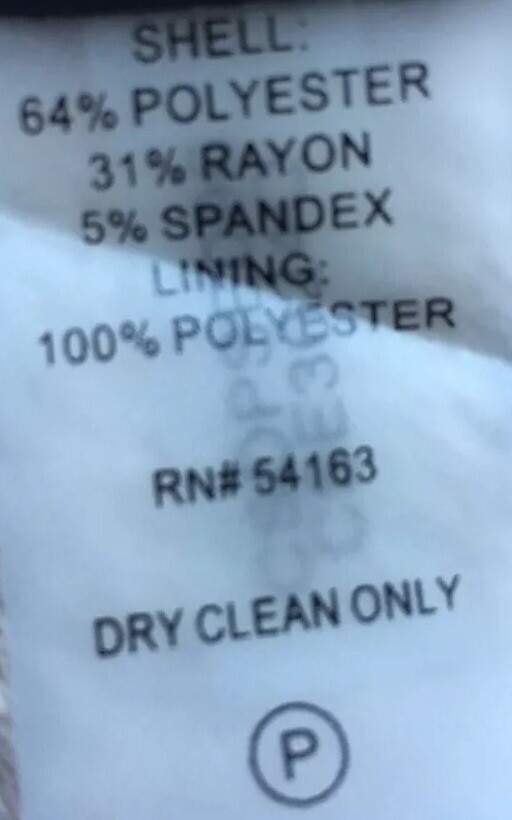 SHELL:
64% POLYESTER
31% RAYON
5% SPANDEX
LINING:
100% POLYESTER
RN# 54163
DRY CLEAN ONLY
P